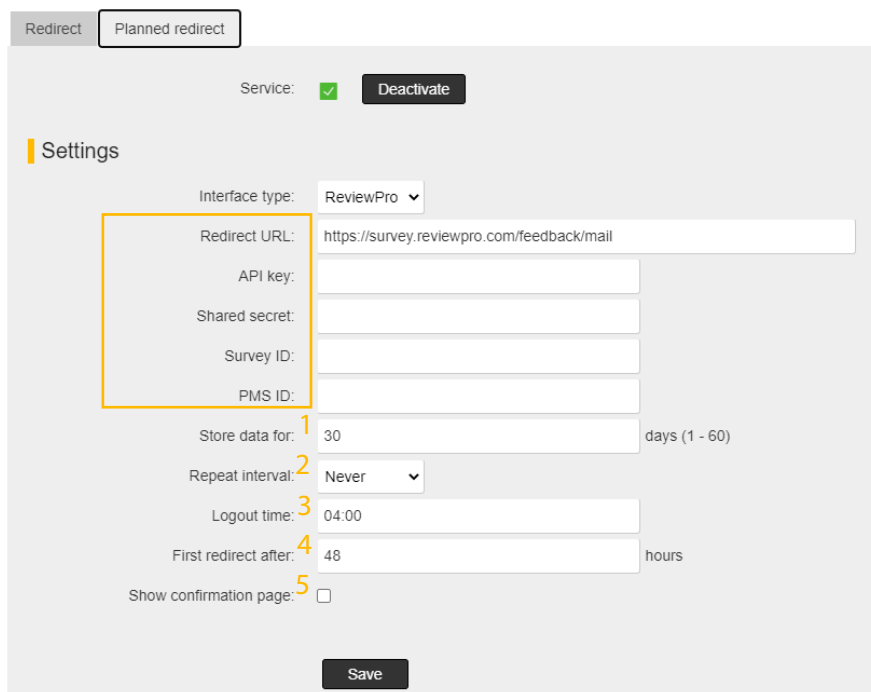 Redirect Planned redirect
Service: Deactivate
Settings
Interface type: ReviewPro
Redirect URL: https://survey.reviewpro.com/feedback/mail
API key:
Shared secret:
Survey ID:
PMS ID:
Store data for: 1 30 days (1 - 60)
Repeat interval: 2 Never
Logout time: 3 04:00
First redirect after: 4 48 hours
Show confirmation page: 5
Save